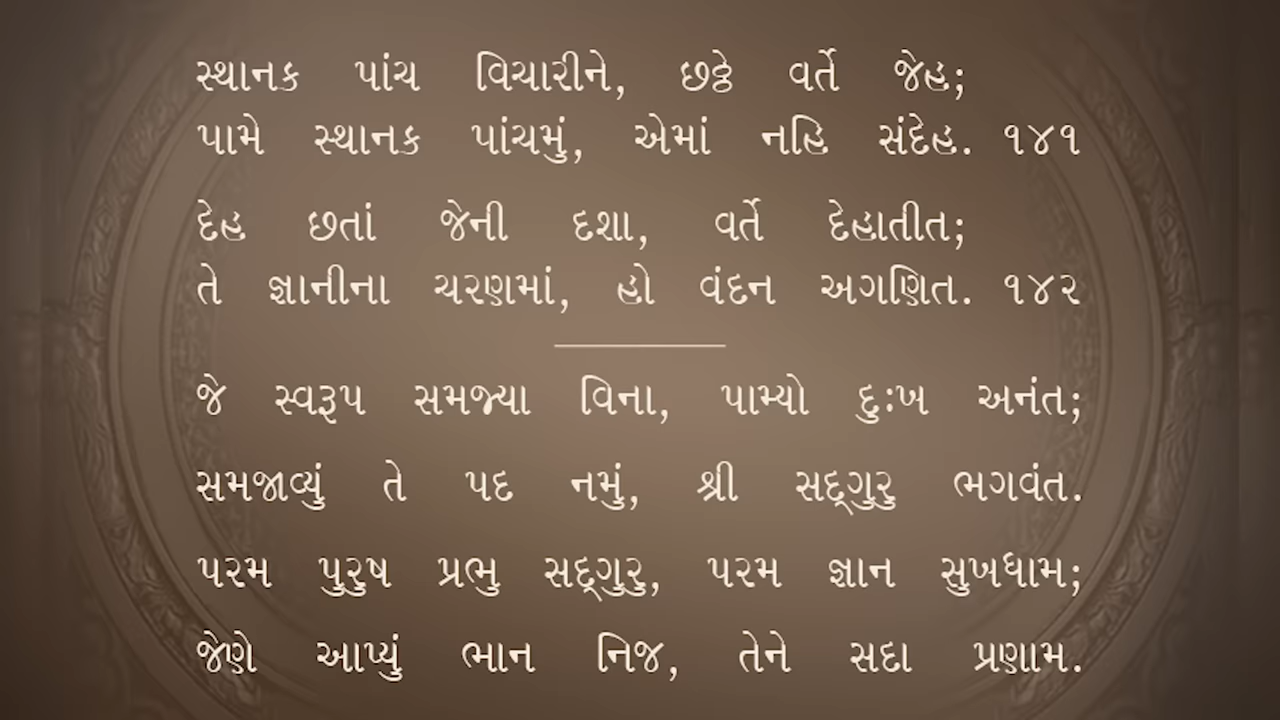 સ્થાનક પાંચ વિચારીને, છઠ્ઠે વર્તે જેહ;
પામે સ્થાનક પાંચમું, એમાં નહિ સંદેહ. ૧૪૧
દેહ છતાં જેની દશા, વર્તે દેહાતીત;
તે જ્ઞાનીના ચરણમાં, હો વંદન અગણિત. ૧૪૨
જે સ્વરૂપ સમજ્યા વિના, પામ્યો દુઃખ અનંત;
સમજાવ્યું તે પદ નમું, શ્રી સદ્ગુરુ ભગવંત.
પરમ પુરુષ પ્રભુ સદ્ગુરુ, પરમ જ્ઞાન સુખધામ;
જેણે આપ્યું ભાન નિજ, તેને સદા પ્રણામ.